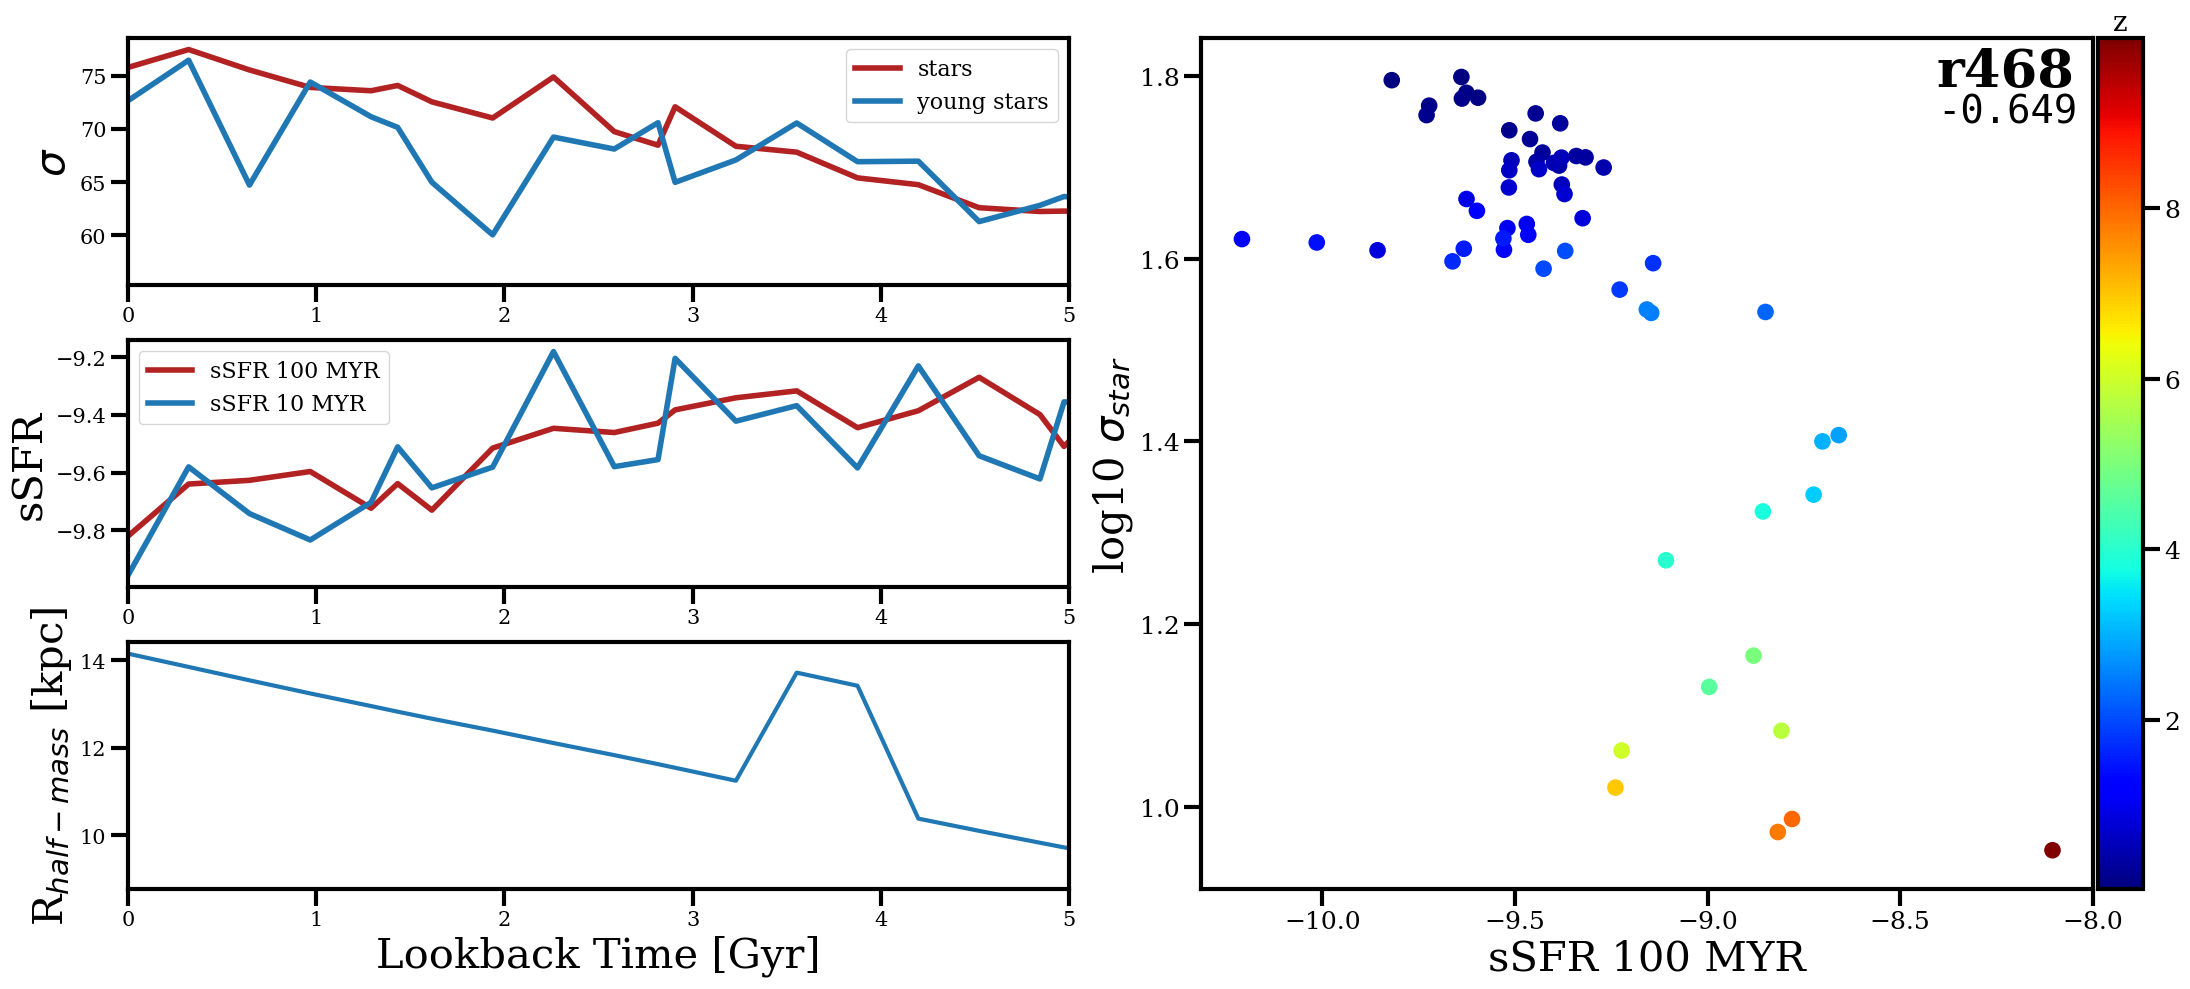 σ
75
70
65
60
stars
young stars
0 1 2 3 4 5
sSFR
−9.2
−9.4
−9.6
−9.8
sSFR 100 MYR
sSFR 10 MYR
0 1 2 3 4 5
R_{half−mass} [kpc]
14
12
10
0 1 2 3 4 5
Lookback Time [Gyr]
log10 σ_{star}
1.8
1.6
1.4
1.2
1.0
r468
-0.649
−10.0 −9.5 −9.0 −8.5 −8.0
sSFR 100 MYR
z
8
6
4
2